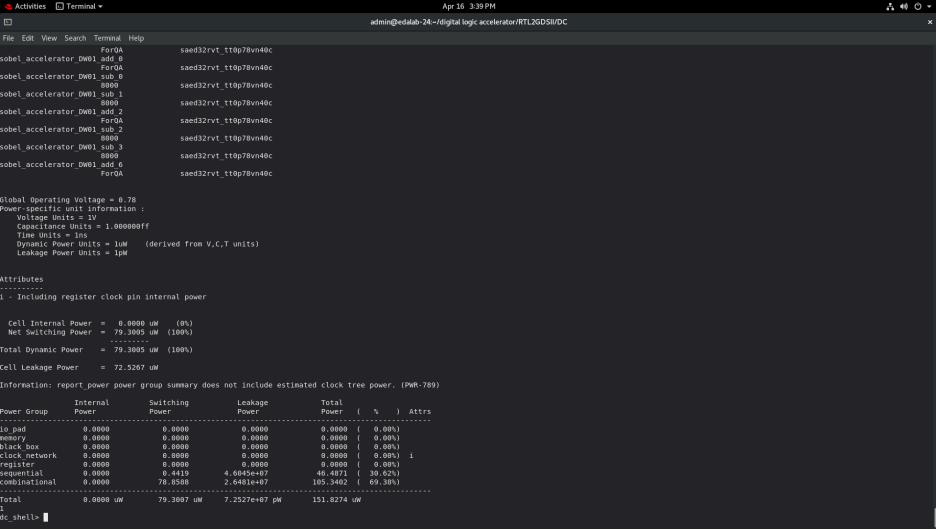 Activities Terminal Apr 16 3:39 PM
admin@edalab-24:~/digital logic accelerator/RTL2GDSII/DC
File Edit View Search Terminal Help
ForQA saed32rvt_tt0p78vn40c
sobel_accelerator_DW01_add_0
ForQA saed32rvt_tt0p78vn40c
sobel_accelerator_DW01_sub_0
8000 saed32rvt_tt0p78vn40c
sobel_accelerator_DW01_sub_1
8000 saed32rvt_tt0p78vn40c
sobel_accelerator_DW01_add_2
ForQA saed32rvt_tt0p78vn40c
sobel_accelerator_DW01_sub_2
8000 saed32rvt_tt0p78vn40c
sobel_accelerator_DW01_sub_3
8000 saed32rvt_tt0p78vn40c
sobel_accelerator_DW01_add_6
ForQA saed32rvt_tt0p78vn40c
Global Operating Voltage = 0.78
Power-specific unit information :
Voltage Units = 1V
Capacitance Units = 1.000000ff
Time Units = 1ns
Dynamic Power Units = 1uW (derived from V,C,T units)
Leakage Power Units = 1pW
Attributes
----------
i - Including register clock pin internal power
Cell Internal Power = 0.0000 uW (0%)
Net Switching Power = 79.3005 uW (100%)
---------
Total Dynamic Power = 79.3005 uW (100%)
Cell Leakage Power = 72.5267 uW
Information: report_power power group summary does not include estimated clock tree power. (PWR-789)
Internal Switching Leakage Total
Power Group Power Power Power Power ( % ) Attrs
--------------------------------------------------------------------------------
io_pad 0.0000 0.0000 0.0000 0.0000 ( 0.00%)
memory 0.0000 0.0000 0.0000 0.0000 ( 0.00%)
black_box 0.0000 0.0000 0.0000 0.0000 ( 0.00%)
clock_network 0.0000 0.0000 0.0000 0.0000 ( 0.00%) i
register 0.0000 0.0000 0.0000 0.0000 ( 0.00%)
sequential 0.0000 0.4419 4.6045e+07 46.4871 ( 30.62%)
combinational 0.0000 78.8588 2.6481e+07 105.3402 ( 69.38%)
--------------------------------------------------------------------------------
Total 0.0000 uW 79.3007 uW 7.2527e+07 pW 151.8274 uW
1
dc_shell>